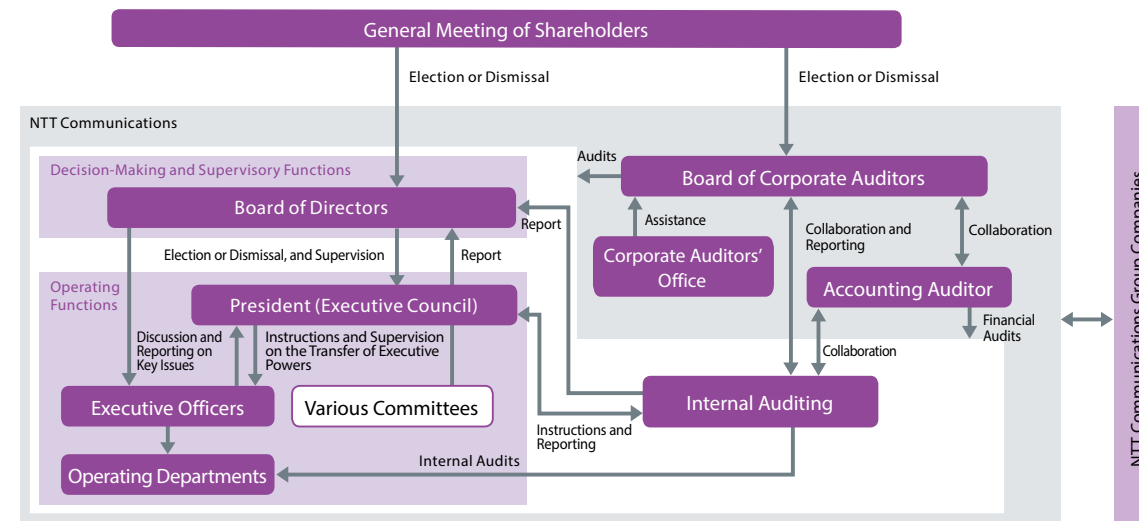 General Meeting of Shareholders
Election or Dismissal
Election or Dismissal
NTT Communications
Decision-Making and Supervisory Functions
Board of Directors
Audits
Board of Corporate Auditors
Report
Assistance
Collaboration and
Reporting
Collaboration
Election or Dismissal, and Supervision
Report
Corporate Auditors'
Office
Operating
Functions
President (Executive Council)
Accounting Auditor
Discussion and
Reporting on
Key Issues
Instructions and Supervision
on the Transfer of Executive
Powers
Financial
Audits
Collaboration
Executive Officers
Various Committees
Internal Auditing
Instructions and
Reporting
Internal Audits
Operating Departments
NTT Communications Group Companies